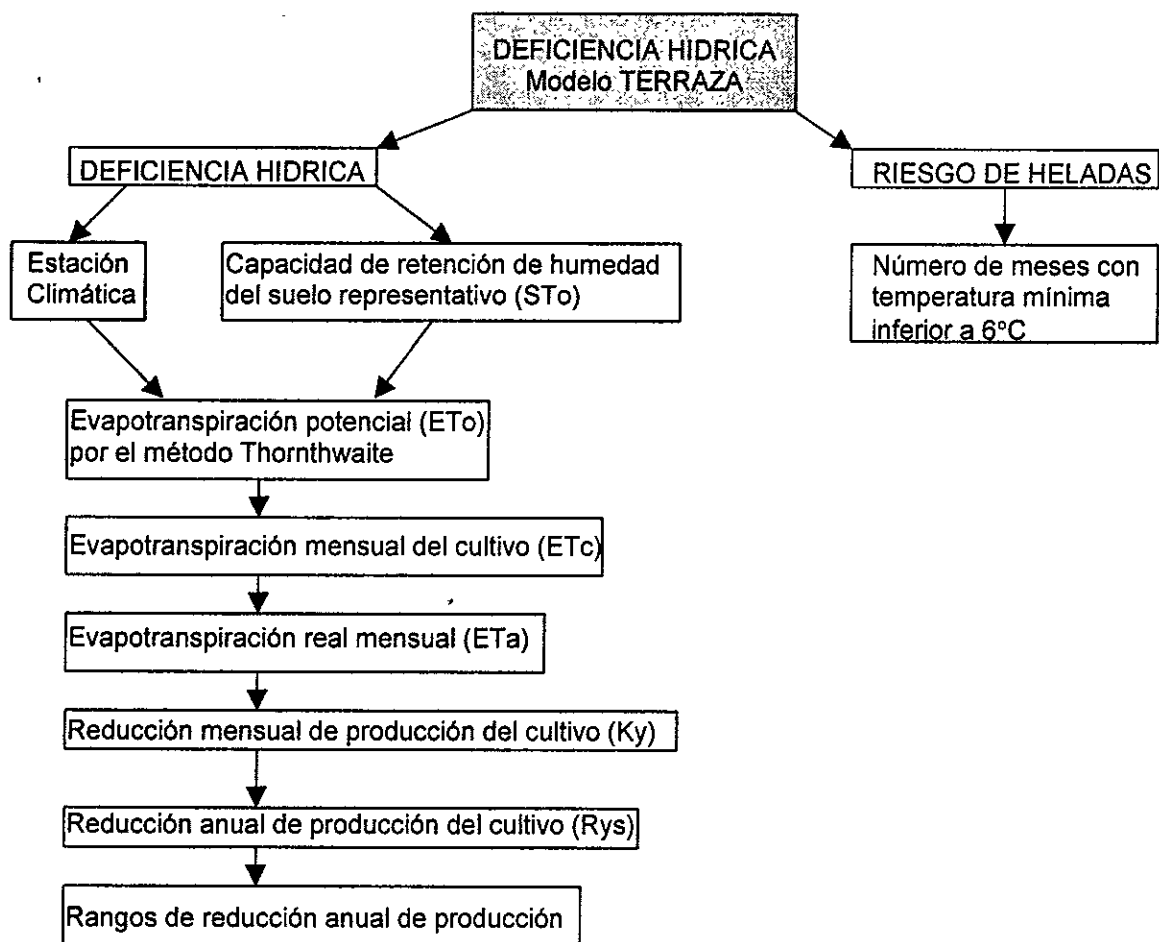 DEFICIENCIA HIDRICA
Modelo TERRAZA
DEFICIENCIA HIDRICA
RIESGO DE HELADAS
Estación
Climática
Capacidad de retención de humedad
del suelo representativo (STo)
Número de meses con
temperatura mínima
inferior a 6ºC
Evapotranspiración potencial (ETo)
por el método Thornthwaite
Evapotranspiración mensual del cultivo (ETc)
Evapotranspiración real mensual (ETa)
Reducción mensual de producción del cultivo (Ky)
Reducción anual de producción del cultivo (Rys)
Rangos de reducción anual de producción